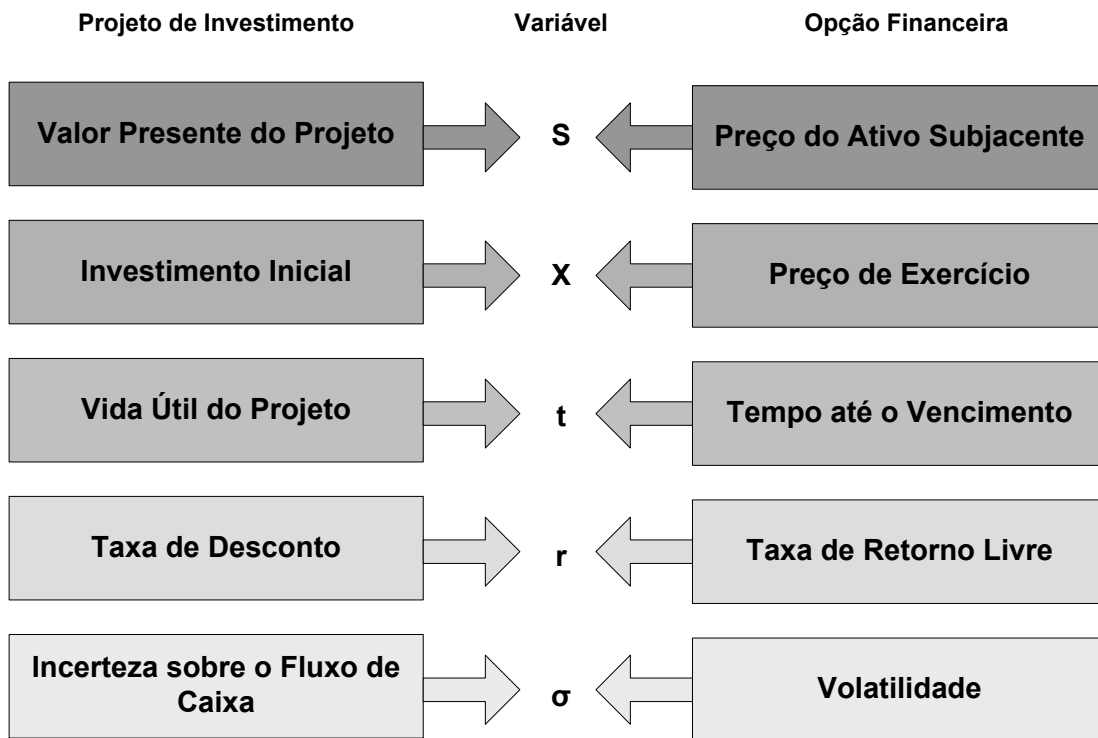 Projeto de Investimento Variável Opção Financeira
Valor Presente do Projeto S Preço do Ativo Subjacente
Investimento Inicial X Preço de Exercício
Vida Útil do Projeto t Tempo até o Vencimento
Taxa de Desconto r Taxa de Retorno Livre
Incerteza sobre o Fluxo de
Caixa σ Volatilidade